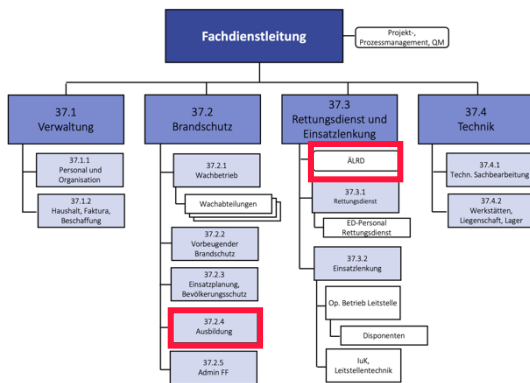 Fachdienstleitung
Projekt-,
Prozessmanagement, QM
37.1
Verwaltung
37.1.1
Personal und
Organisation
37.1.2
Haushalt, Faktura,
Beschaffung
37.2
Brandschutz
37.2.1
Wachbetrieb
Wachabteilungen
37.2.2
Vorbeugender
Brandschutz
37.2.3
Einsatzplanung,
Bevölkerungsschutz
37.2.4
Ausbildung
37.2.5
Admin FF
37.3
Rettungsdienst und
Einsatzlenkung
ÄLRD
37.3.1
Rettungsdienst
ED-Personal
Rettungsdienst
37.3.2
Einsatzlenkung
Op. Betrieb Leitstelle
Disponenten
IuK,
Leitstellentechnik
37.4
Technik
37.4.1
Techn. Sachbearbeitung
37.4.2
Werkstätten,
Liegenschaft, Lager